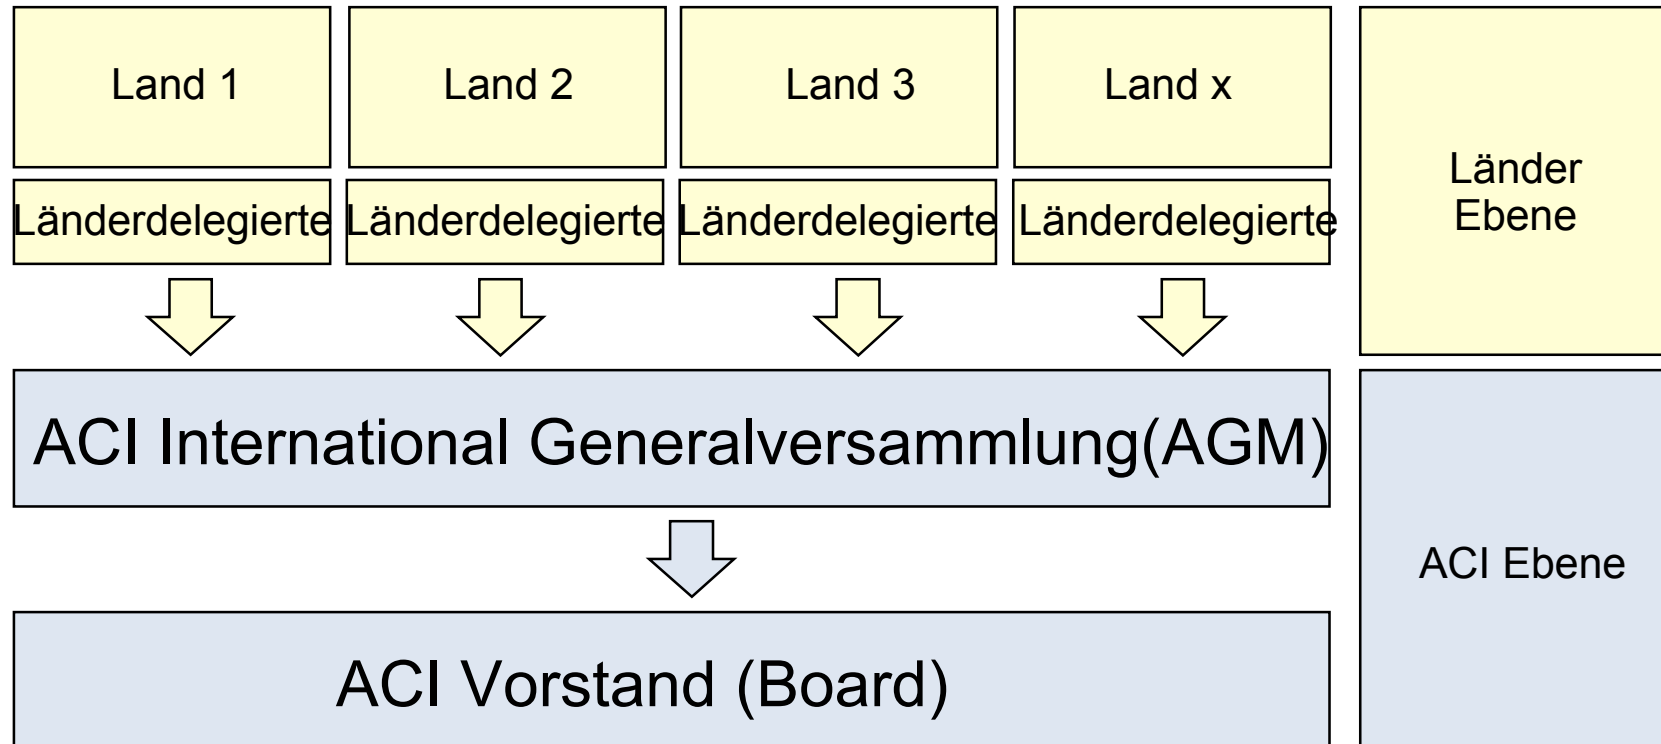 Land 1
Land 2
Land 3
Land x
Länderdelegierte
Länderdelegierte
Länderdelegierte
Länderdelegierte
Länder
Ebene
ACI International Generalversammlung(AGM)
ACI Ebene
ACI Vorstand (Board)